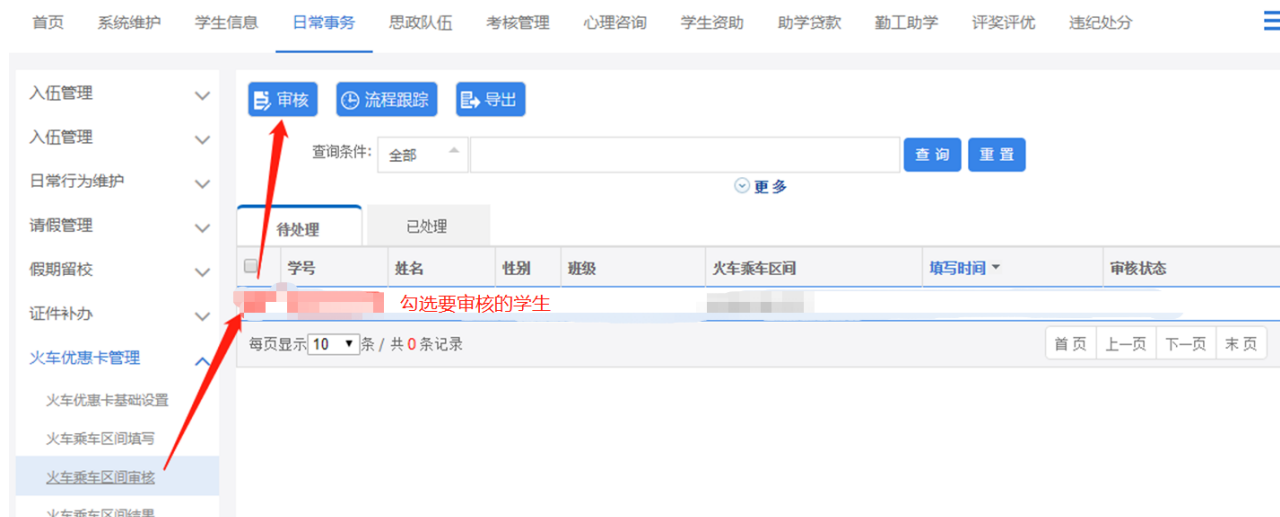 首页 系统维护 学生信息 日常事务 思政队伍 考核管理 心理咨询 学生资助 助学贷款 勤工助学 评奖评优 违纪处分
入伍管理
入伍管理
日常行为维护
请假管理
假期留校
证件补办
火车优惠卡管理
火车优惠卡基础设置
火车乘车区间填写
火车乘车区间审核
火车乘车区间结果
审核 流程跟踪 导出
查询条件: 全部 查 询 重 置
更多
待处理 已处理
学号 姓名 性别 班级 火车乘车区间 填写时间 审核状态
勾选要审核的学生
每页显示 10 条 / 共 0 条记录 首 页 上一页 下一页 末 页